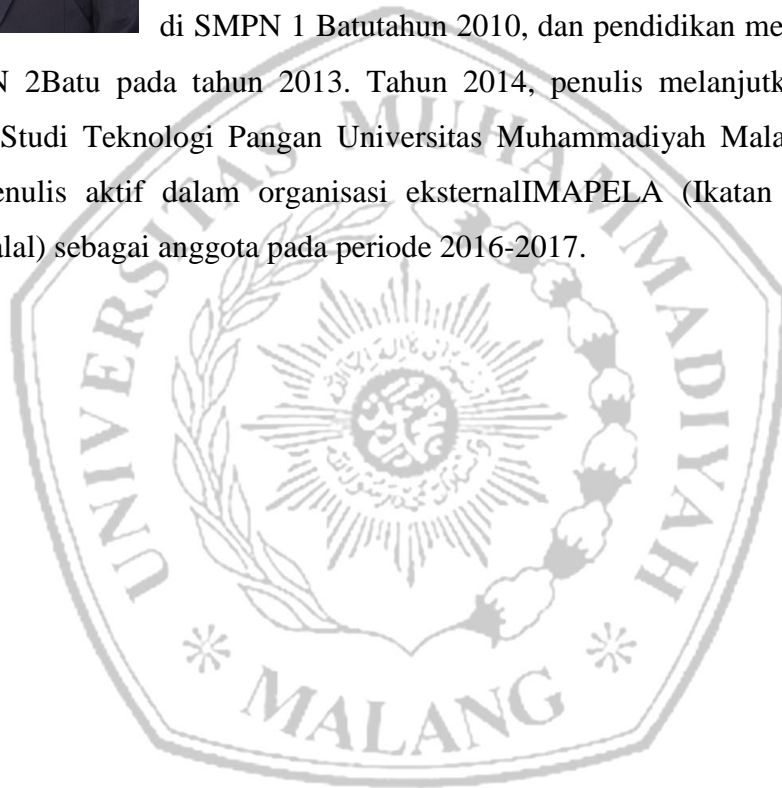 di SMPN 1 Batutahun 2010, dan pendidikan me
N 2Batu pada tahun 2013. Tahun 2014, penulis melanjutk
Studi Teknologi Pangan Universitas Muhammadiyah Mala
enulis aktif dalam organisasi eksternalIMAPELA (Ikatan
alal) sebagai anggota pada periode 2016-2017.
UNIVERSITAS MUHAMMADIYAH
MALANG